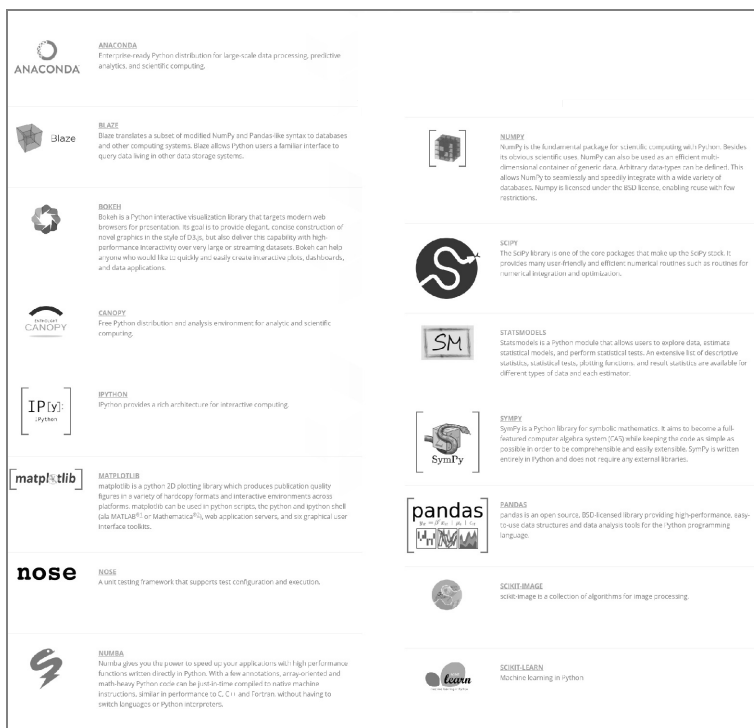 ANACONDA
ANACONDA
Enterprise-ready Python distribution for large-scale data processing, predictive
analytics, and scientific computing.
Blaze
BLAZE
Blaze translates a subset of modified NumPy and Pandas-like syntax to databases
and other computing systems. Blaze allows Python users a familiar interface to
query data living in other data storage systems.
BOKEH
Bokeh is a Python interactive visualization library that targets modern web
browsers for presentation. Its goal is to provide elegant, concise construction of
novel graphics in the style of D3.js, but also deliver this capability with high-
performance interactivity over very large or streaming datasets. Bokeh can help
anyone who would like to quickly and easily create interactive plots, dashboards,
and data applications.
ENTHOUGHT
CANOPY
CANOPY
Free Python distribution and analysis environment for analytic and scientific
computing.
IP[y]:
IPython
IPYTHON
IPython provides a rich architecture for interactive computing.
matplotlib
MATPLOTLIB
matplotlib is a python 2D plotting library which produces publication quality
figures in a variety of hardcopy formats and interactive environments across
platforms. matplotlib can be used in python scripts, the python and ipython shell
(ala MATLAB or Mathematica), web application servers, and six graphical user
interface toolkits.
nose
NOSE
A unit testing framework that supports test configuration and execution.
NUMBA
Numba gives you the power to speed up your applications with high performance
functions written directly in Python. With a few annotations, array-oriented and
math-heavy Python code can be just-in-time compiled to native machine
instructions, similar in performance to C, C++ and Fortran, without having to
switch languages or Python interpreters.
NUMPY
NumPy is the fundamental package for scientific computing with Python. Besides
its obvious scientific uses, NumPy can also be used as an efficient multi-
dimensional container of generic data. Arbitrary data-types can be defined. This
allows NumPy to seamlessly and speedily integrate with a wide variety of
databases. Numpy is licensed under the BSD license, enabling reuse with few
restrictions.
SCIPY
The SciPy library is one of the core packages that make up the SciPy stack. It
provides many user-friendly and efficient numerical routines such as routines for
numerical integration and optimization.
SM
STATSMODELS
Statsmodels is a Python module that allows users to explore data, estimate
statistical models, and perform statistical tests. An extensive list of descriptive
statistics, statistical tests, plotting functions, and result statistics are available for
different types of data and each estimator.
SymPy
SYMPY
SymPy is a Python library for symbolic mathematics. It aims to become a full-
featured computer algebra system (CAS) while keeping the code as simple as
possible in order to be comprehensible and easily extensible. SymPy is written
entirely in Python and does not require any external libraries.
pandas
PANDAS
pandas is an open source, BSD-licensed library providing high-performance, easy-
to-use data structures and data analysis tools for the Python programming
language.
SCIKIT-IMAGE
scikit-image is a collection of algorithms for image processing.
learn
SCIKIT-LEARN
Machine learning in Python